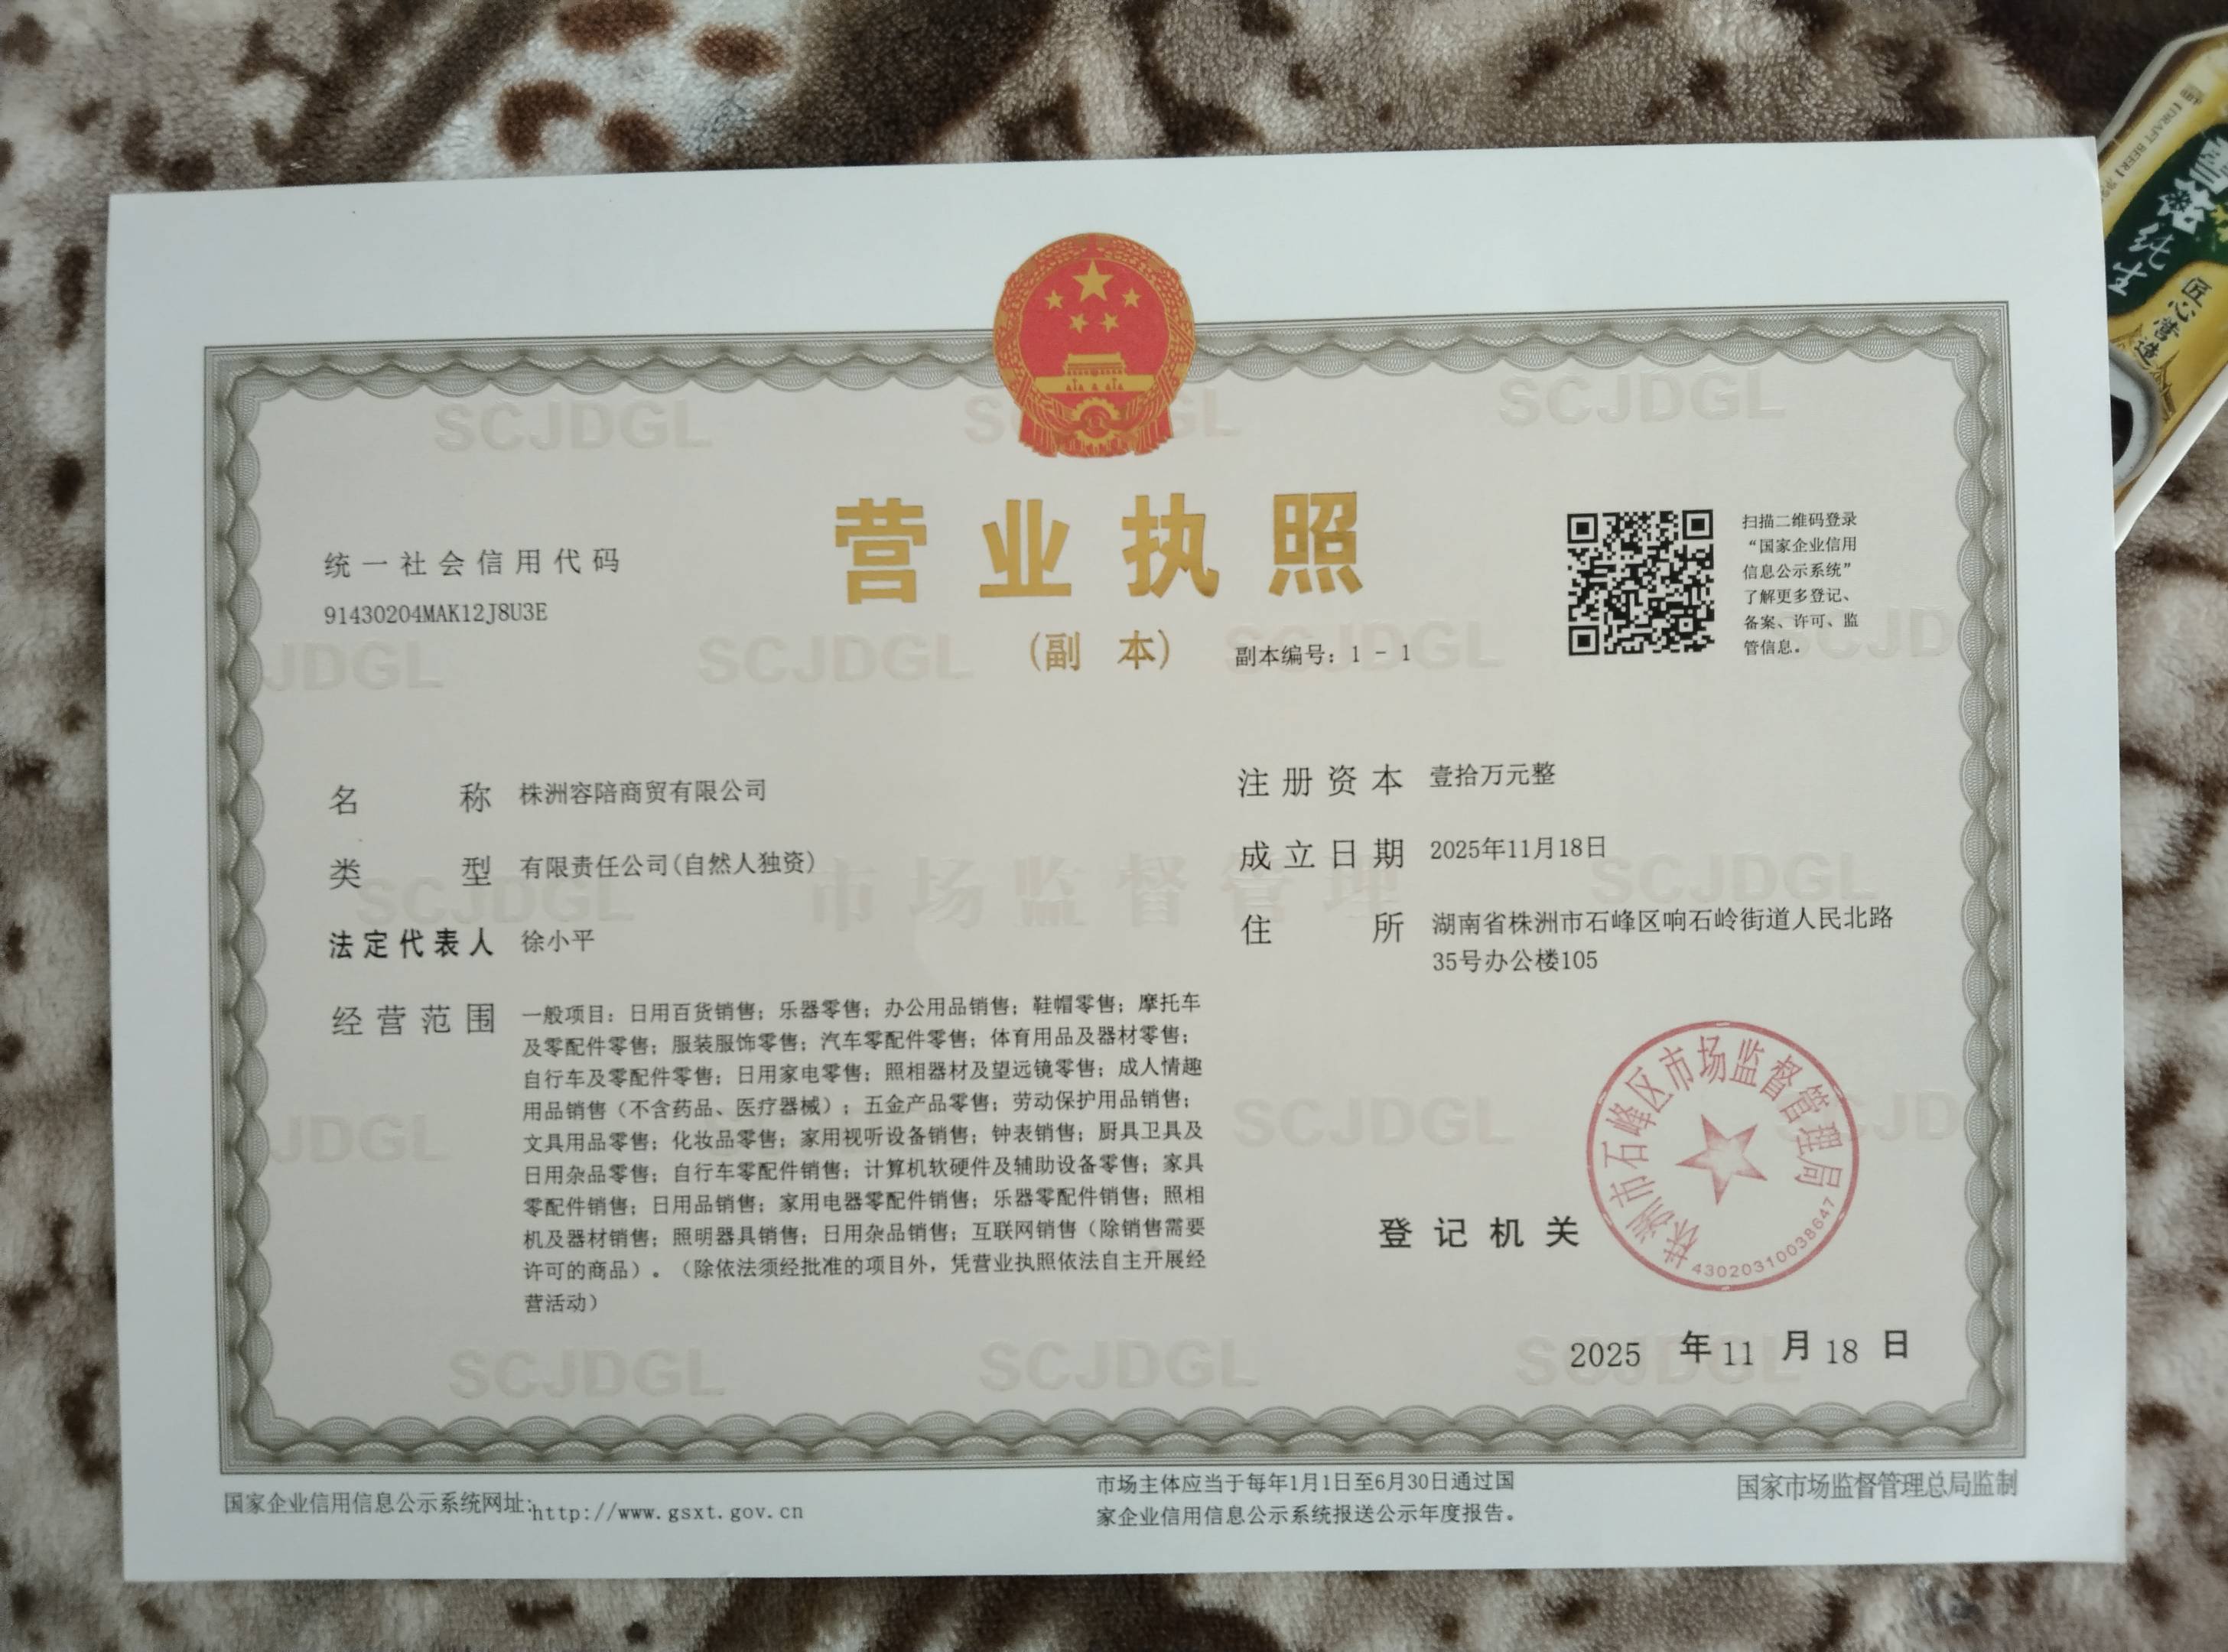 营业执照
(副 本)
副本编号：1 - 1
统一社会信用代码
91430204MAK12J8U3E
扫描二维码登录
“国家企业信用
信息公示系统”
了解更多登记、
备案、许可、监
管信息。
名 称 株洲容陪商贸有限公司
类 型 有限责任公司(自然人独资)
法定代表人 徐小平
经营范围 一般项目：日用百货销售；乐器零售；办公用品销售；鞋帽零售；摩托车
及零配件零售；服装服饰零售；汽车零配件零售；体育用品及器材零售；
自行车及零配件零售；日用家电零售；照相器材及望远镜零售；成人情趣
用品销售（不含药品、医疗器械）；五金产品零售；劳动保护用品销售；
文具用品零售；化妆品零售；家用视听设备销售；钟表销售；厨具卫具及
日用杂品零售；自行车零配件销售；计算机软硬件及辅助设备零售；家具
零配件销售；日用品销售；家用电器零配件销售；乐器零配件销售；照相
机及器材销售；照明器具销售；日用杂品销售；互联网销售（除销售需要
许可的商品）。（除依法须经批准的项目外，凭营业执照依法自主开展经
营活动）
注册资本 壹拾万元整
成立日期 2025年11月18日
住 所 湖南省株洲市石峰区响石岭街道人民北路
35号办公楼105
登记机关
株洲市石峰区市场监督管理局
43020310038647
2025 年 11 月 18 日
国家企业信用信息公示系统网址:http://www.gsxt.gov.cn
市场主体应当于每年1月1日至6月30日通过国
家企业信用信息公示系统报送公示年度报告。
国家市场监督管理总局监制
SCJDGL
市场监督管理
DRAFT BEER
纯生
匠心营造